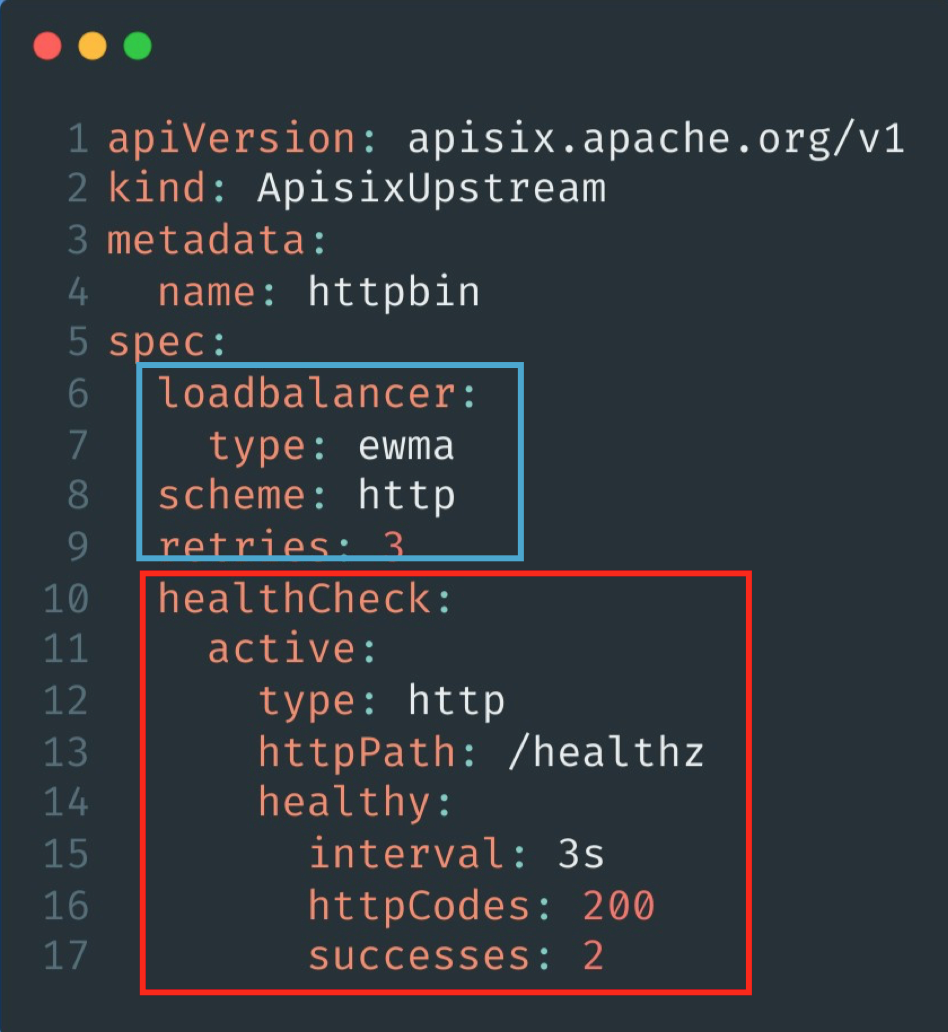 1 apiVersion: apisix.apache.org/v1
2 kind: ApisixUpstream
3 metadata:
4   name: httpbin
5 spec:
6   loadbalancer:
7     type: ewma
8   scheme: http
9   retries: 3
10   healthCheck:
11     active:
12       type: http
13       httpPath: /healthz
14       healthy:
15         interval: 3s
16         httpCodes: 200
17         successes: 2